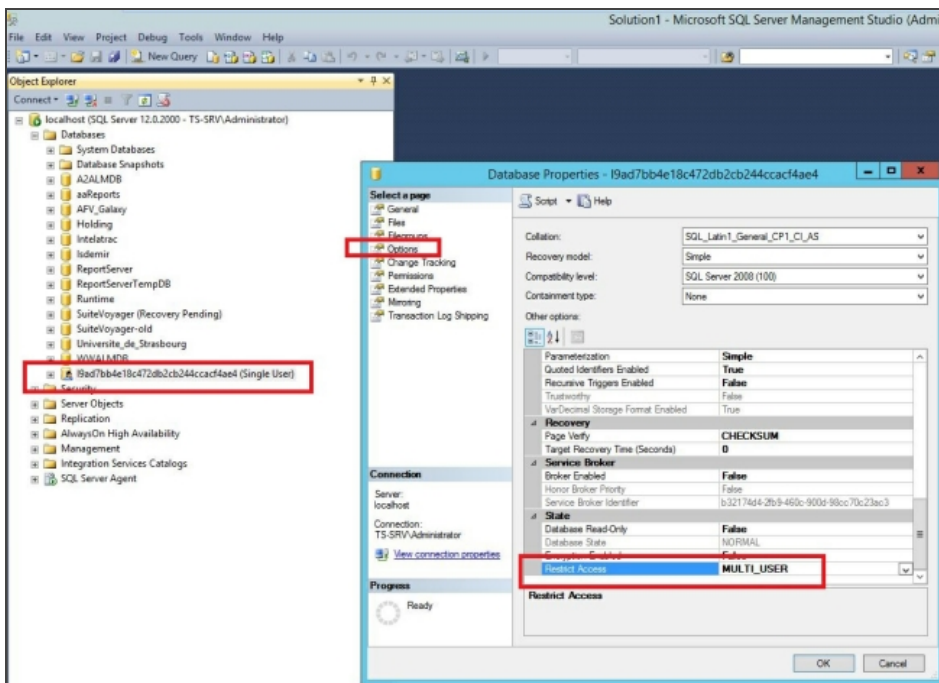 Solution1 - Microsoft SQL Server Management Studio (Admi
File Edit View Project Debug Tools Window Help
New Query
Object Explorer
Connect
localhost (SQL Server 12.0.2000 - TS-SRV\Administrator)
Databases
System Databases
Database Snapshots
A2ALMDB
aaReports
AFV_Galaxy
Holding
Intelatrac
Isdemir
ReportServer
ReportServerTempDB
Runtime
SuiteVoyager (Recovery Pending)
SuiteVoyager-old
Universite_de_Strasbourg
WWALMDB
l9ad7bb4e18c472db2cb244ccacf4ae4 (Single User)
Security
Server Objects
Replication
AlwaysOn High Availability
Management
Integration Services Catalogs
SQL Server Agent
Database Properties - l9ad7bb4e18c472db2cb244ccacf4ae4
Select a page
General
Files
Filegroups
Options
Change Tracking
Permissions
Extended Properties
Mirroring
Transaction Log Shipping
Connection
Server:
localhost
Connection:
TS-SRV\Administrator
View connection properties
Progress
Ready
Script Help
Collation: SQL_Latin1_General_CP1_CI_AS
Recovery model: Simple
Compatibility level: SQL Server 2008 (100)
Containment type: None
Other options:
Parameterization Simple
Quoted Identifiers Enabled True
Recursive Triggers Enabled False
Trustworthy False
VarDecimal Storage Format Enabled True
Recovery
Page Verify CHECKSUM
Target Recovery Time (Seconds) 0
Service Broker
Broker Enabled False
Honor Broker Priority False
Service Broker Identifier b32174d4-2fb9-460c-900d-98cc70c23ac3
State
Database Read-Only False
Database State NORMAL
Encryption Enabled False
Restrict Access MULTI_USER
Restrict Access
OK Cancel